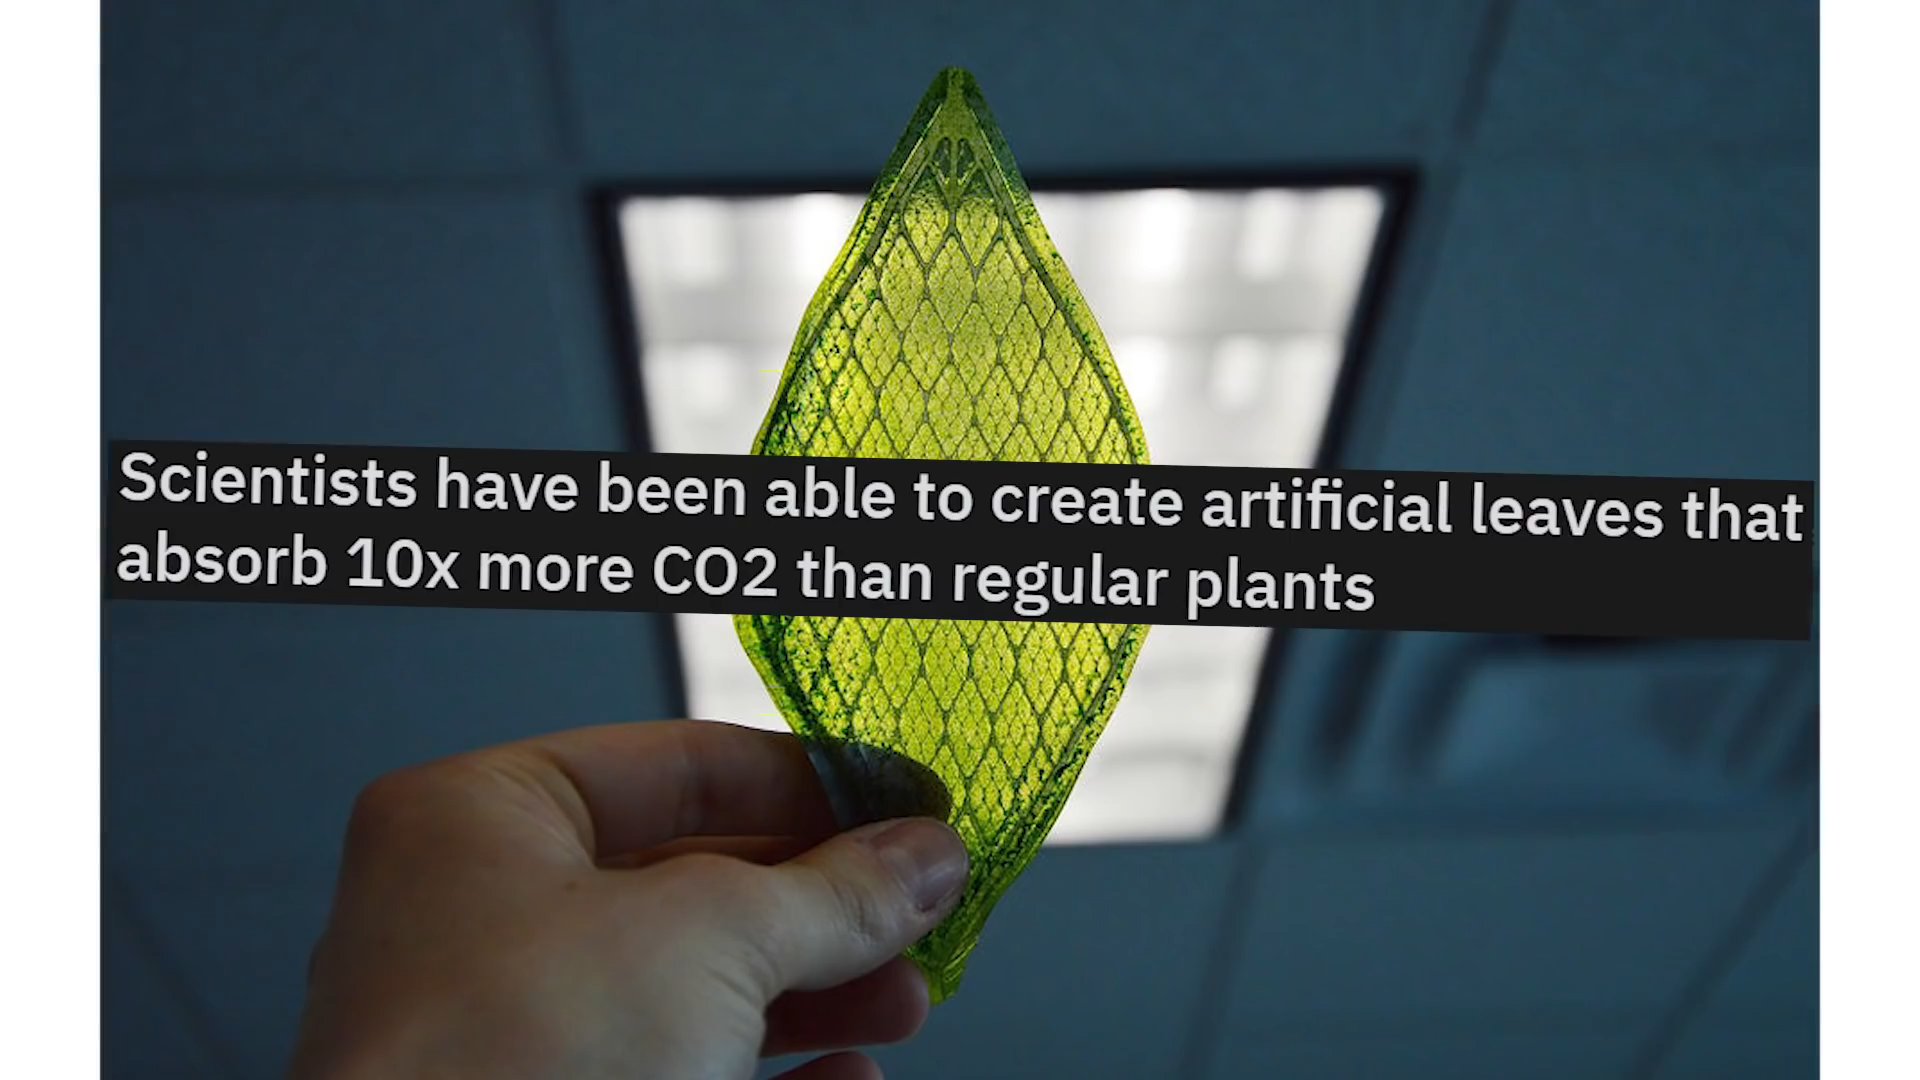 Scientists have been able to create artificial leaves that
absorb 10x more CO2 than regular plants